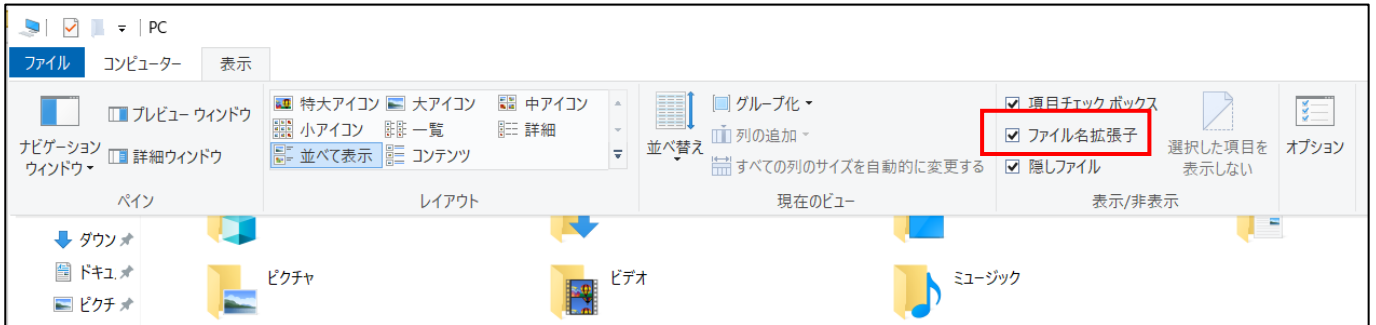 PC
ファイル コンピューター 表示
ナビゲーション
ウィンドウ
プレビュー ウィンドウ
詳細ウィンドウ
ペイン
特大アイコン 大アイコン 中アイコン
小アイコン 一覧 詳細
並べて表示 コンテンツ
レイアウト
並べ替え
グループ化
列の追加
すべての列のサイズを自動的に変更する
現在のビュー
項目チェック ボックス
ファイル名拡張子
隠しファイル
選択した項目を
表示しない
表示/非表示
オプション
ダウン
ドキュ
ピクチ
ピクチャ ビデオ ミュージック